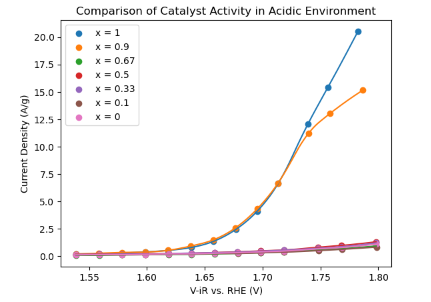 Comparison of Catalyst Activity in Acidic Environment
x = 1
x = 0.9
x = 0.67
x = 0.5
x = 0.33
x = 0.1
x = 0
Current Density (A/g)
20.0
17.5
15.0
12.5
10.0
7.5
5.0
2.5
0.0
1.55 1.60 1.65 1.70 1.75 1.80
V-iR vs. RHE (V)